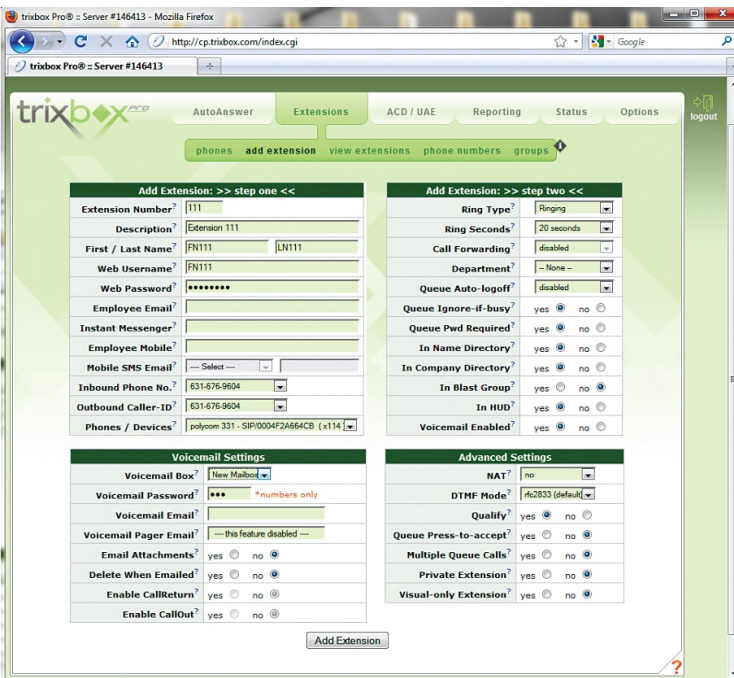 trixbox Pro® :: Server #146413 - Mozilla Firefox
http://cp.trixbox.com/index.cgi
Google
trixbox Pro® :: Server #146413
trixbox PRO
AutoAnswer Extensions ACD / UAE Reporting Status Options
logout
phones add extension view extensions phone numbers groups
Add Extension: >> step one <<
Extension Number? 111
Description? Extension 111
First / Last Name? FN111 LN111
Web Username? FN111
Web Password? ••••••••
Employee Email?
Instant Messenger?
Employee Mobile?
Mobile SMS Email? --- Select ---
Inbound Phone No.? 631-676-9604
Outbound Caller-ID? 631-676-9604
Phones / Devices? polycom 331 - SIP/0004F2A664CB ( x114 )
Add Extension: >> step two <<
Ring Type? Ringing
Ring Seconds? 20 seconds
Call Forwarding? disabled
Department? -- None --
Queue Auto-logoff? disabled
Queue Ignore-if-busy? yes no
Queue Pwd Required? yes no
In Name Directory? yes no
In Company Directory? yes no
In Blast Group? yes no
In HUD? yes no
Voicemail Enabled? yes no
Voicemail Settings
Voicemail Box? New Mailbox
Voicemail Password? ••• *numbers only
Voicemail Email?
Voicemail Pager Email? ---- this feature disabled ----
Email Attachments? yes no
Delete When Emailed? yes no
Enable CallReturn? yes no
Enable CallOut? yes no
Advanced Settings
NAT? no
DTMF Mode? rfc2833 (default)
Qualify? yes no
Queue Press-to-accept? yes no
Multiple Queue Calls? yes no
Private Extension? yes no
Visual-only Extension? yes no
Add Extension
?